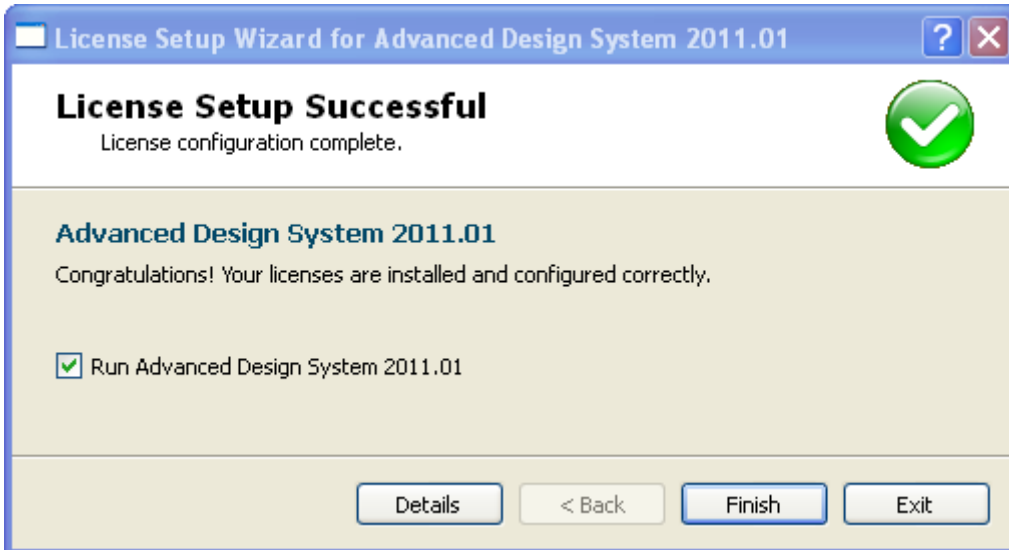 License Setup Wizard for Advanced Design System 2011.01
?
License Setup Successful
License configuration complete.
Advanced Design System 2011.01
Congratulations! Your licenses are installed and configured correctly.
Run Advanced Design System 2011.01
Details < Back Finish Exit